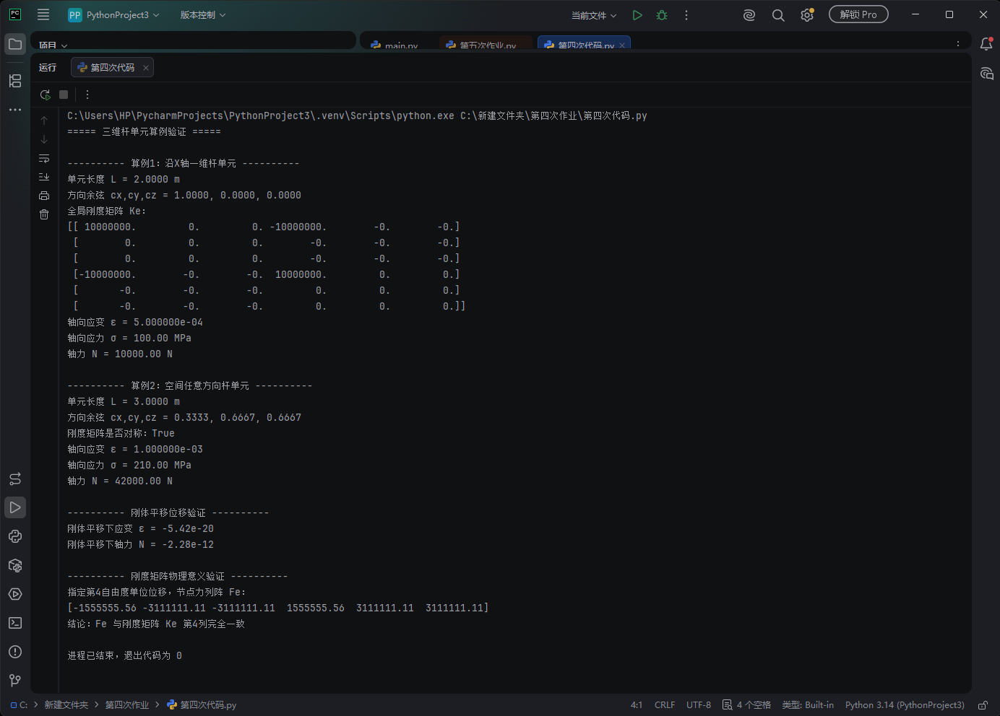 PC
PP PythonProject3
版本控制
当前文件
解锁 Pro
项目
main.py
第五次作业.py
第四次代码.py
运行
第四次代码
C:\Users\HP\PycharmProjects\PythonProject3\.venv\Scripts\python.exe C:\新建文件夹\第四次作业\第四次代码.py
===== 三维杆单元算例验证 =====
---------- 算例1: 沿X轴一维杆单元 ----------
单元长度 L = 2.0000 m
方向余弦 cx,cy,cz = 1.0000, 0.0000, 0.0000
全局刚度矩阵 Ke:
[[ 10000000.         0.         0. -10000000.        -0.        -0.]
 [        0.         0.         0.        -0.        -0.        -0.]
 [        0.         0.         0.        -0.        -0.        -0.]
 [-10000000.        -0.        -0.  10000000.         0.         0.]
 [       -0.        -0.        -0.         0.         0.         0.]
 [       -0.        -0.        -0.         0.         0.         0.]]
轴向应变 ε = 5.000000e-04
轴向应力 σ = 100.00 MPa
轴力 N = 10000.00 N
---------- 算例2: 空间任意方向杆单元 ----------
单元长度 L = 3.0000 m
方向余弦 cx,cy,cz = 0.3333, 0.6667, 0.6667
刚度矩阵是否对称: True
轴向应变 ε = 1.000000e-03
轴向应力 σ = 210.00 MPa
轴力 N = 42000.00 N
---------- 刚体平移位移验证 ----------
刚体平移下应变 ε = -5.42e-20
刚体平移下轴力 N = -2.28e-12
---------- 刚度矩阵物理意义验证 ----------
指定第4自由度单位位移, 节点力列阵 Fe:
[-1555555.56 -3111111.11 -3111111.11  1555555.56  3111111.11  3111111.11]
结论: Fe 与刚度矩阵 Ke 第4列完全一致
进程已结束，退出代码为 0
C: > 新建文件夹 > 第四次作业 > 第四次代码.py
4:1
CRLF
UTF-8
4 个空格
类型: Built-in
Python 3.14 (PythonProject3)